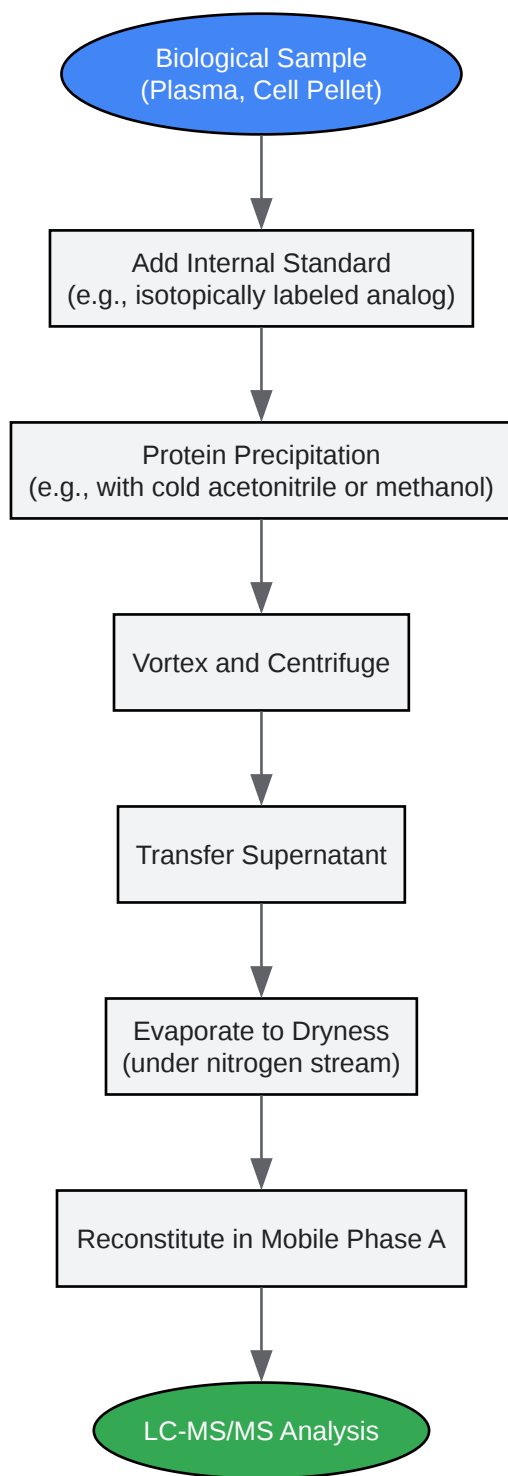 Biological Sample
(Plasma, Cell Pellet)
Add Internal Standard
(e.g., isotopically labeled analog)
Protein Precipitation
(e.g., with cold acetonitrile or methanol)
Vortex and Centrifuge
Transfer Supernatant
Evaporate to Dryness
(under nitrogen stream)
Reconstitute in Mobile Phase A
LC-MS/MS Analysis